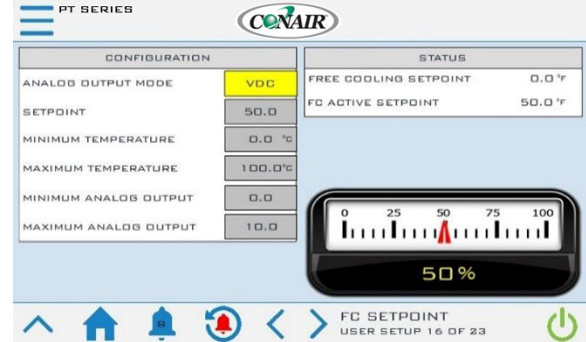 PT SERIES
CONAIR
CONFIGURATION
ANALOG OUTPUT MODE VDC
SETPOINT 50.0
MINIMUM TEMPERATURE 0.0 °C
MAXIMUM TEMPERATURE 100.0°C
MINIMUM ANALOG OUTPUT 0.0
MAXIMUM ANALOG OUTPUT 10.0
STATUS
FREE COOLING SETPOINT 0.0 °F
FC ACTIVE SETPOINT 50.0 °F
0 25 50 75 100
50%
FC SETPOINT
USER SETUP 16 OF 23